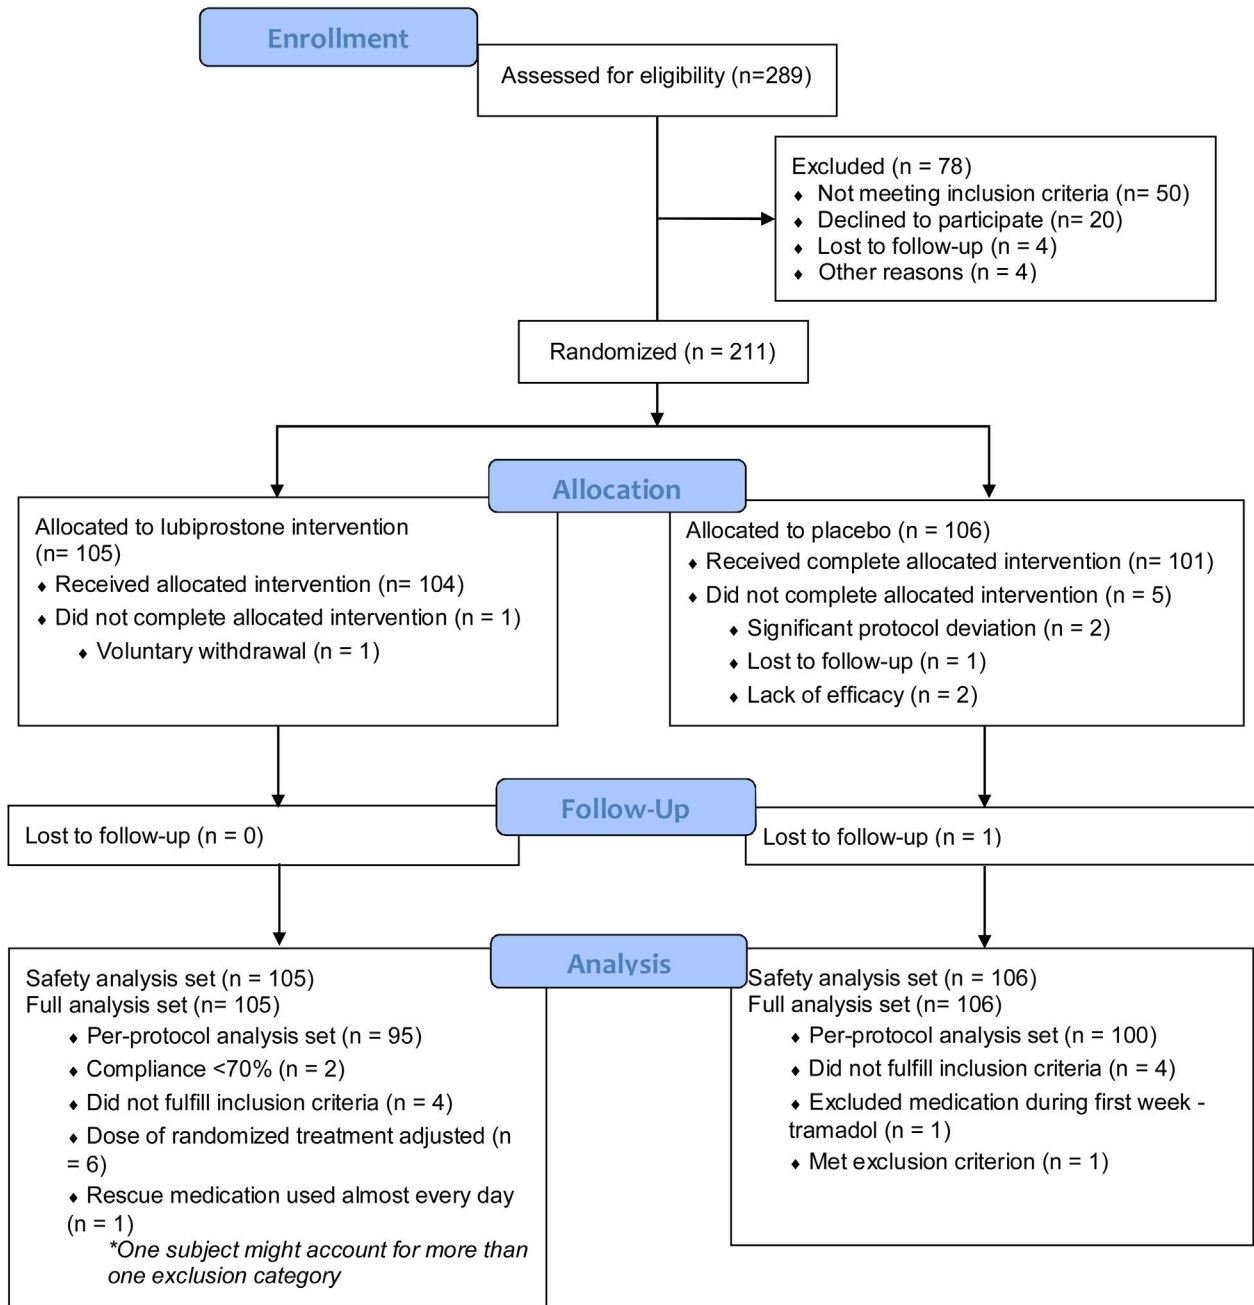 Enrollment
Assessed for eligibility (n=289)
Excluded (n = 78)
♦ Not meeting inclusion criteria (n= 50)
♦ Declined to participate (n= 20)
♦ Lost to follow-up (n = 4)
♦ Other reasons (n = 4)
Randomized (n = 211)
Allocation
Allocated to lubiprostone intervention
(n= 105)
♦ Received allocated intervention (n= 104)
♦ Did not complete allocated intervention (n = 1)
♦ Voluntary withdrawal (n = 1)
Allocated to placebo (n = 106)
♦ Received complete allocated intervention (n= 101)
♦ Did not complete allocated intervention (n = 5)
♦ Significant protocol deviation (n = 2)
♦ Lost to follow-up (n = 1)
♦ Lack of efficacy (n = 2)
Follow-Up
Lost to follow-up (n = 0)
Lost to follow-up (n = 1)
Analysis
Safety analysis set (n = 105)
Full analysis set (n= 105)
♦ Per-protocol analysis set (n = 95)
♦ Compliance <70% (n = 2)
♦ Did not fulfill inclusion criteria (n = 4)
♦ Dose of randomized treatment adjusted (n
= 6)
♦ Rescue medication used almost every day
(n = 1)
*One subject might account for more than
one exclusion category
Safety analysis set (n = 106)
Full analysis set (n= 106)
♦ Per-protocol analysis set (n = 100)
♦ Did not fulfill inclusion criteria (n = 4)
♦ Excluded medication during first week -
tramadol (n = 1)
♦ Met exclusion criterion (n = 1)